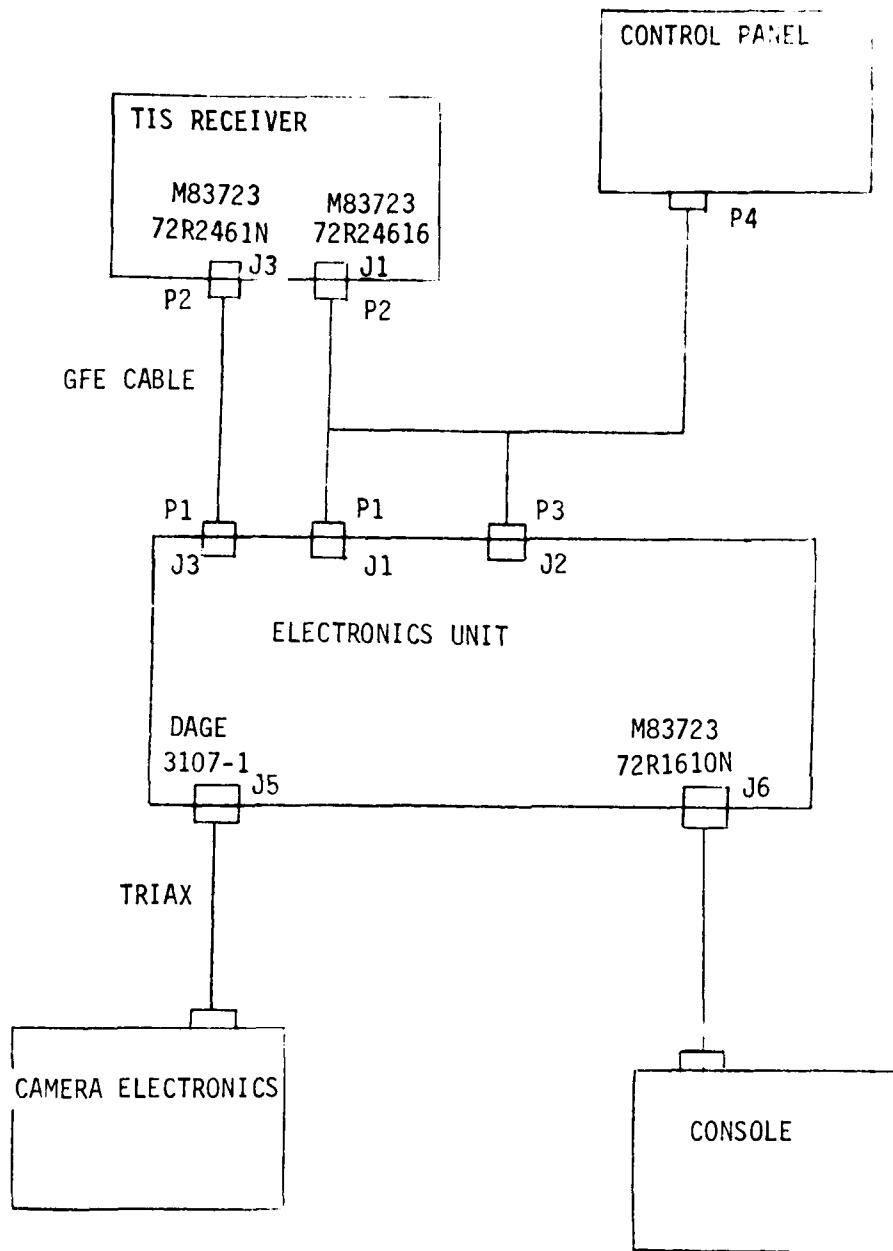 CONTROL PANEL
P4
TIS RECEIVER
M83723
72R2461N
J3
M83723
72R24616
J1
P2
P2
GFE CABLE
P1
J3
P1
J1
P3
J2
ELECTRONICS UNIT
DAGE
3107-1
J5
M83723
72R1610N
J6
TRIAX
CAMERA ELECTRONICS
CONSOLE